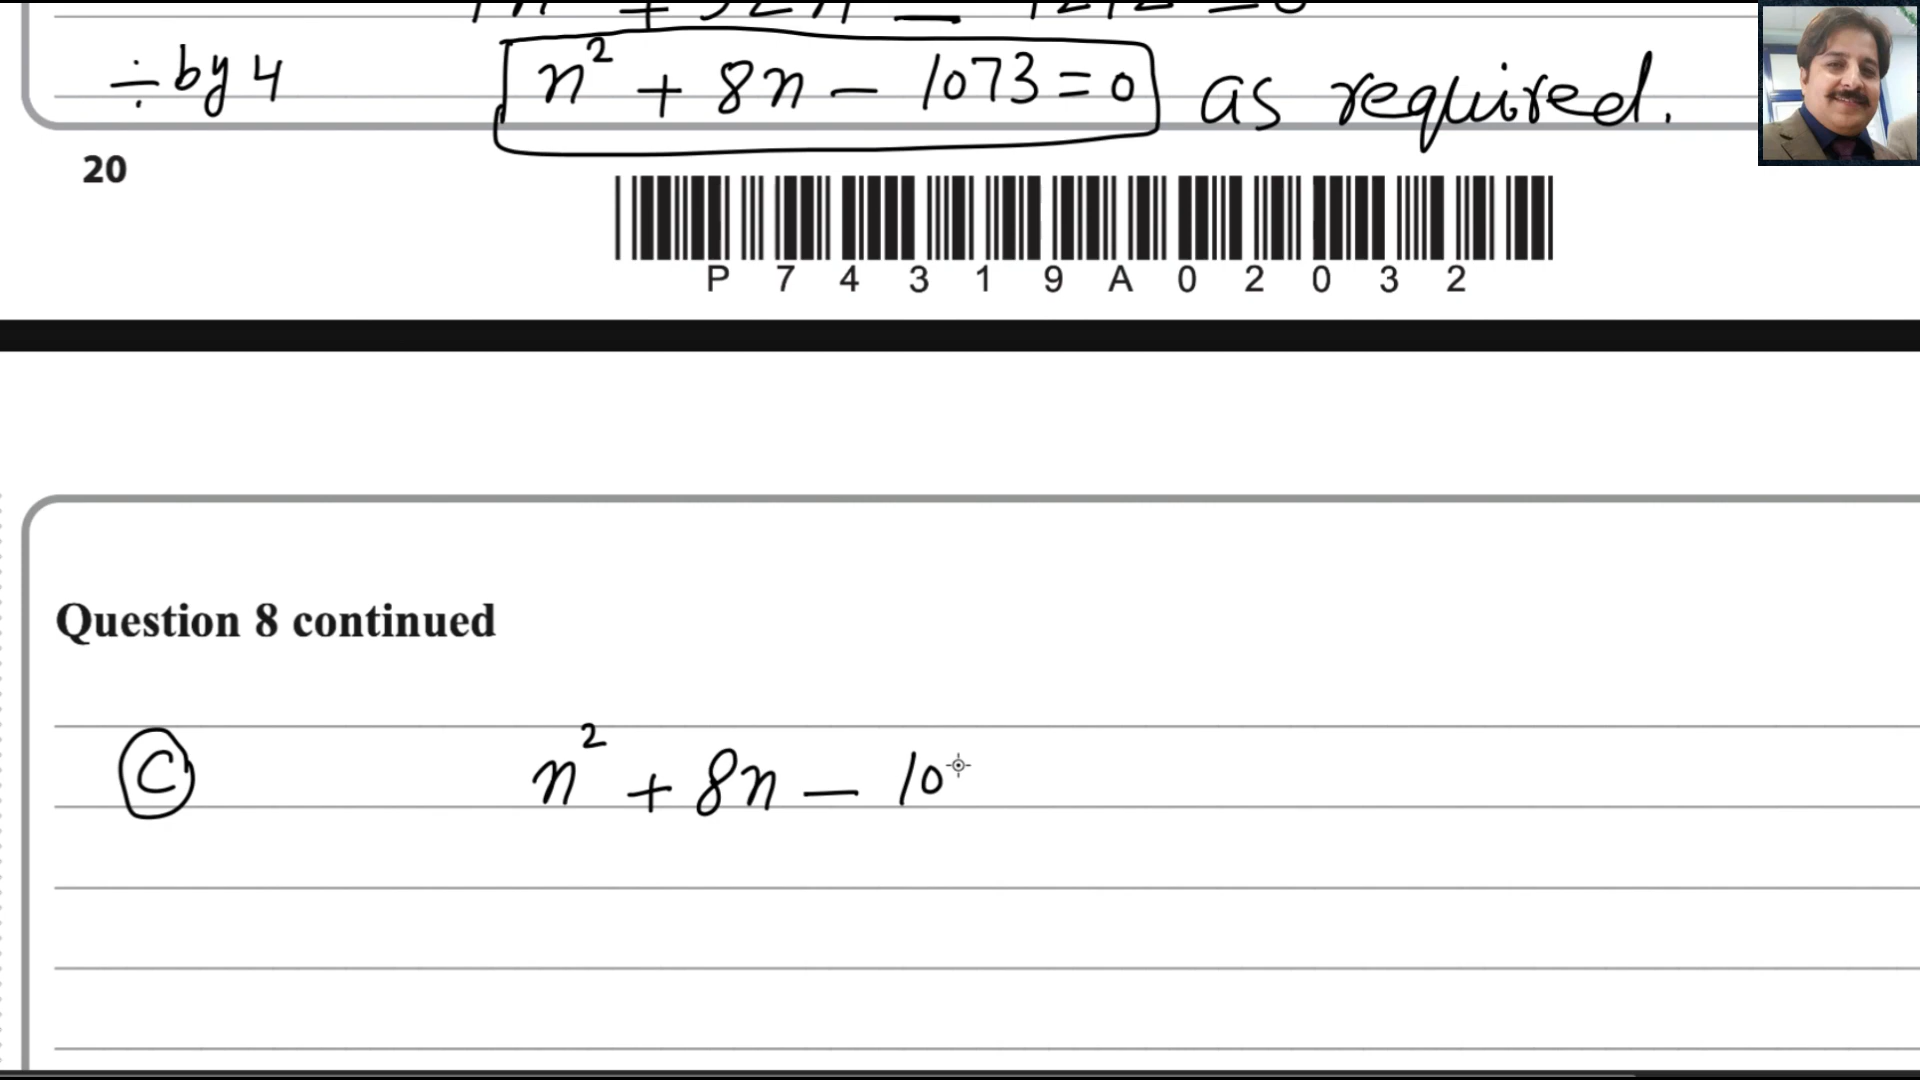 ÷ by 4 n² + 8n − 1073 = 0 as required.
20
P 7 4 3 1 9 A 0 2 0 3 2
Question 8 continued
C n² + 8n − 10